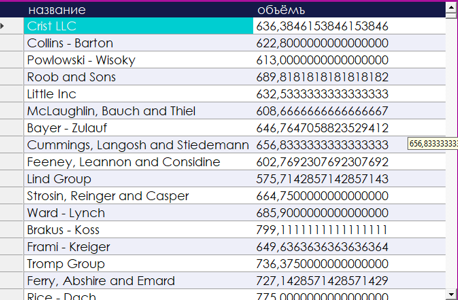 название объёмъ
Crist LLC 636,3846153846153846
Collins - Barton 622,8000000000000000
Powlowski - Wisoky 613,0000000000000000
Roob and Sons 689,8181818181818182
Little Inc 632,5333333333333333
McLaughlin, Bauch and Thiel 608,6666666666666667
Bayer - Zulauf 646,7647058823529412
Cummings, Langosh and Stiedemann 656,8333333333333333
656,83333333
Feeney, Leannon and Considine 602,7692307692307692
Lind Group 575,7142857142857143
Strosin, Reinger and Casper 664,7500000000000000
Ward - Lynch 685,9000000000000000
Brakus - Koss 799,1111111111111111
Frami - Kreiger 649,6363636363636364
Tromp Group 736,3750000000000000
Ferry, Abshire and Emard 727,1428571428571429
Rice - Dach 775,0000000000000000